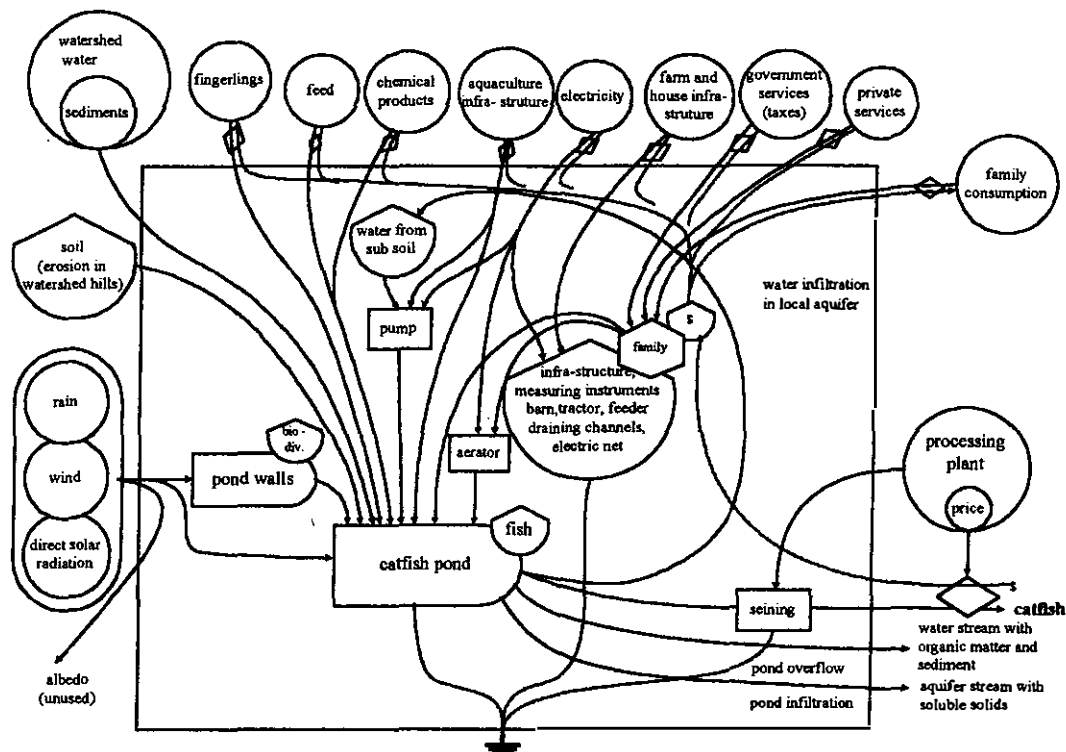 watershed
water
sediments
fingerlings
feed
chemical
products
aquaculture
infra- struture
electricity
farm and
house infra-
struture
government
services
(taxes)
private
services
family
consumption
soil
(erosion in
watershed hills)
water from
sub soil
water infiltration
in local aquifer
pump
s
family
infra-structure,
measuring instruments
barn,tractor, feeder
draining channels,
electric net
rain
wind
direct solar
radiation
bio-
div.
pond walls
aerator
processing
plant
price
fish
catfish pond
seining
$
catfish
water stream with
organic matter and
sediment
pond overflow
aquifer stream with
soluble solids
pond infiltration
albedo
(unused)